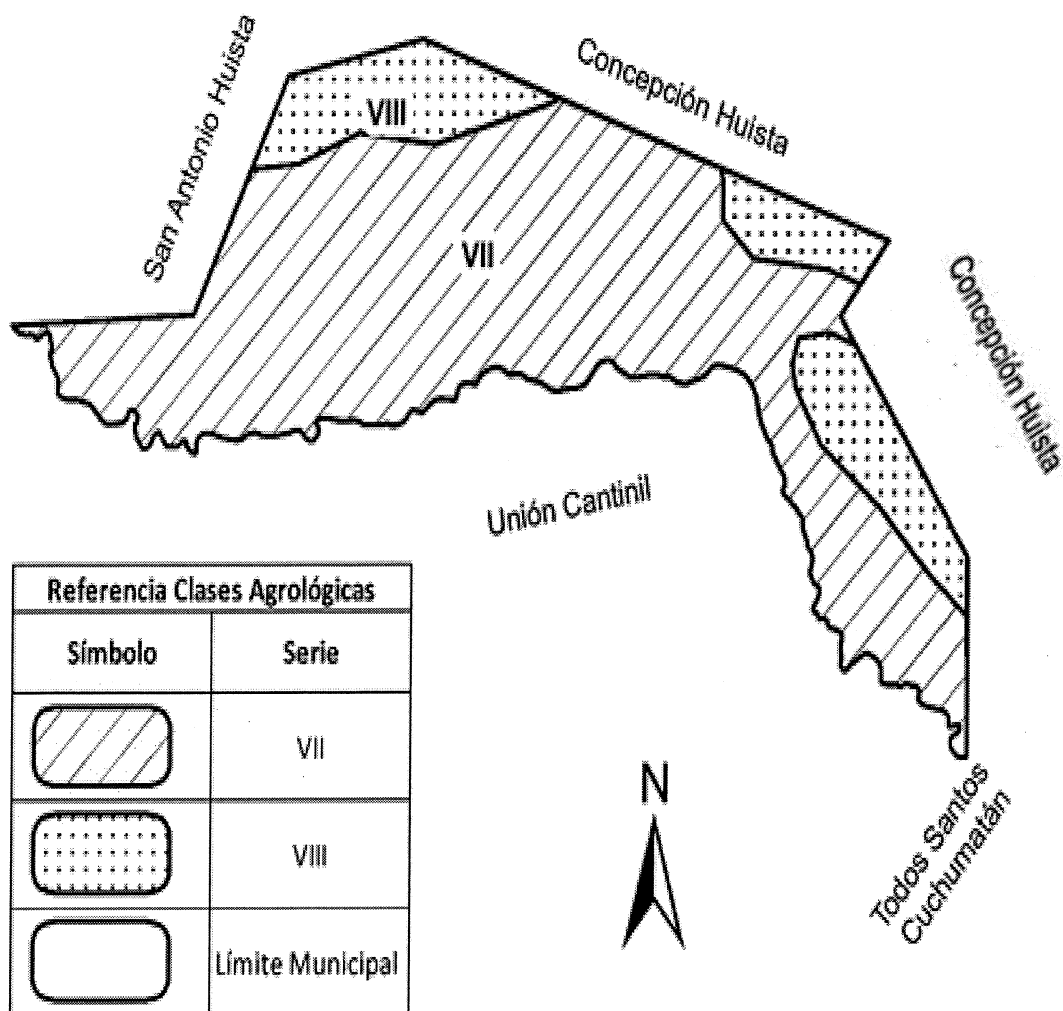 Concepción Huista
San Antonio Huista
VIII
VII
Concepción Huista
Unión Cantinil
Referencia Clases Agrológicas
Símbolo Serie
VII
VIII
Límite Municipal
N
Todos Santos
Cuchumatán